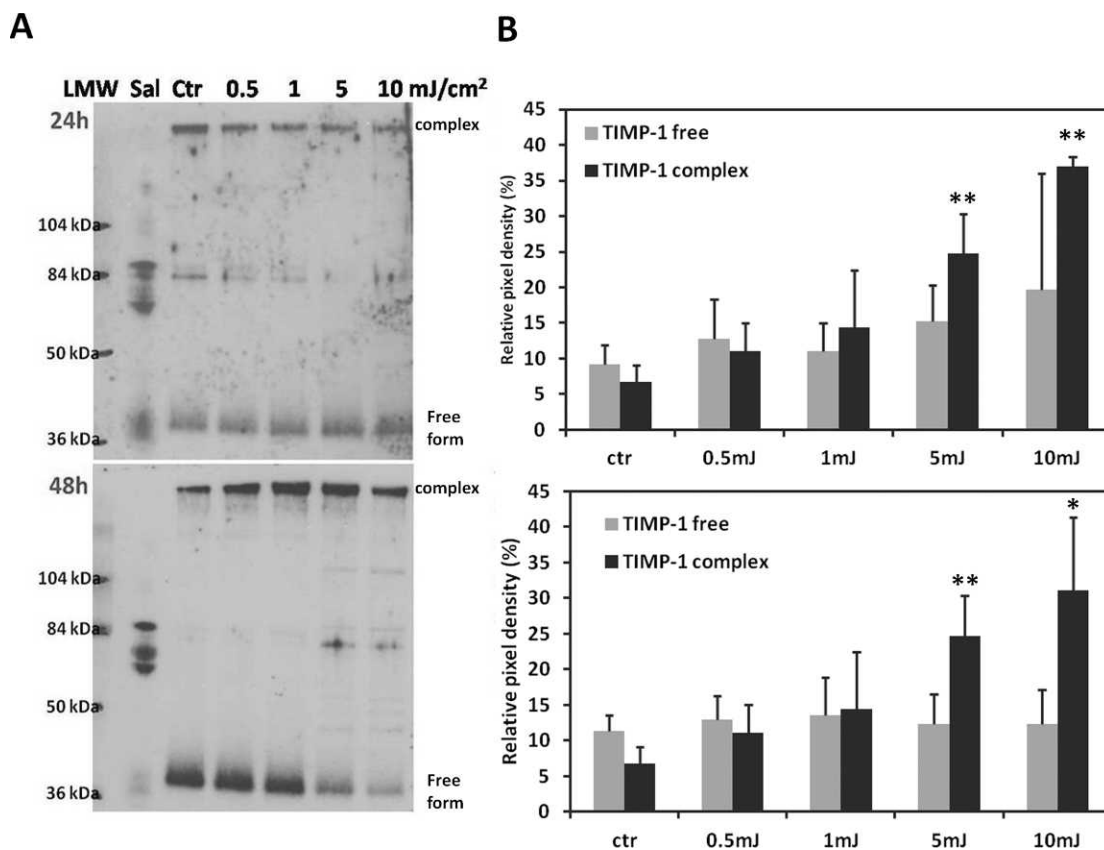 A
LMW Sal Ctr 0.5 1 5 10 mJ/cm²
24h
complex
104 kDa
84 kDa
50 kDa
36 kDa
Free
form
48h
complex
104 kDa
84 kDa
50 kDa
36 kDa
Free
form
B
Relative pixel density (%)
45
40
35
30
25
20
15
10
5
0
TIMP-1 free
TIMP-1 complex
**
**
ctr 0.5mJ 1mJ 5mJ 10mJ
Relative pixel density (%)
45
40
35
30
25
20
15
10
5
0
TIMP-1 free
TIMP-1 complex
**
*
ctr 0.5mJ 1mJ 5mJ 10mJ